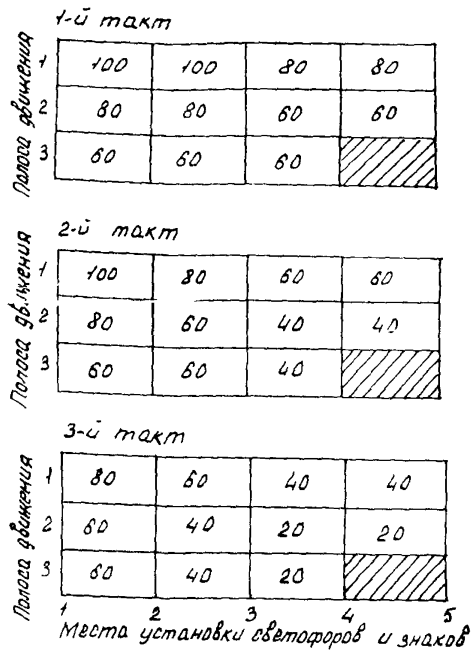 1-й такт
Полоса движения
1 100 100 80 80
2 80 80 60 60
3 60 60 60
2-й такт
Полоса движения
1 100 80 60 60
2 80 60 40 40
3 60 60 40
3-й такт
Полоса движения
1 80 60 40 40
2 60 40 20 20
3 60 40 20
1 2 3 4 5
Места установки светофоров и знаков